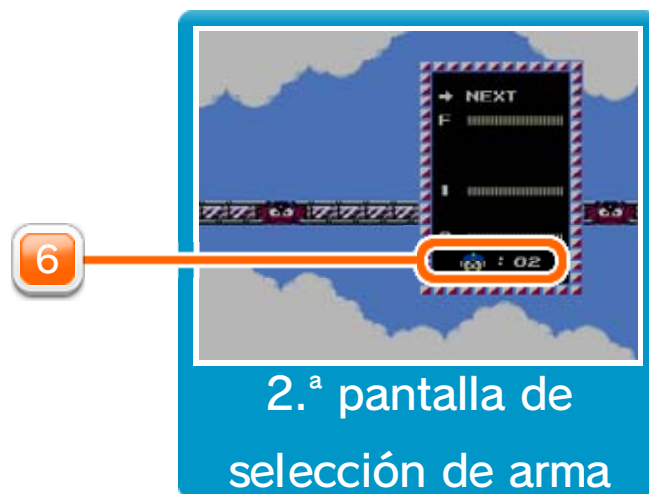 → NEXT
F
I
: 02
6
2.ª pantalla de
selección de arma